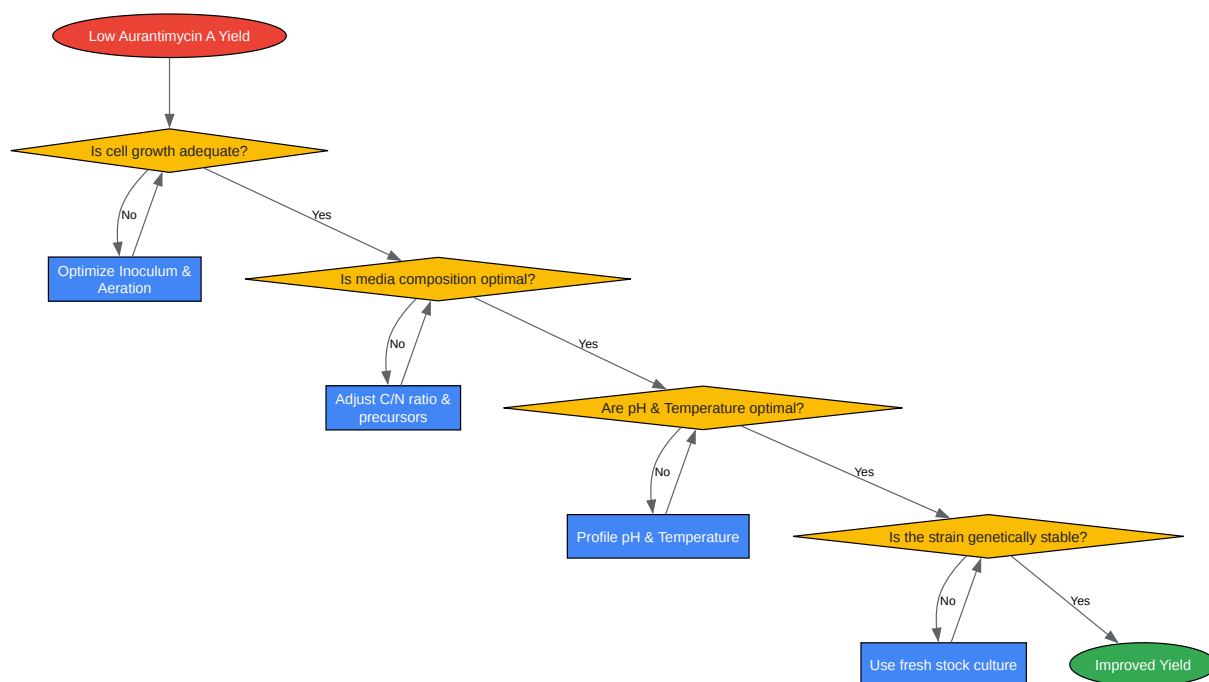 Low Aurantimycin A Yield
Is cell growth adequate?
No
Yes
Optimize Inoculum &
Aeration
Is media composition optimal?
No
Yes
Adjust C/N ratio &
precursors
Are pH & Temperature optimal?
No
Yes
Profile pH & Temperature
Is the strain genetically stable?
No
Yes
Use fresh stock culture
Improved Yield